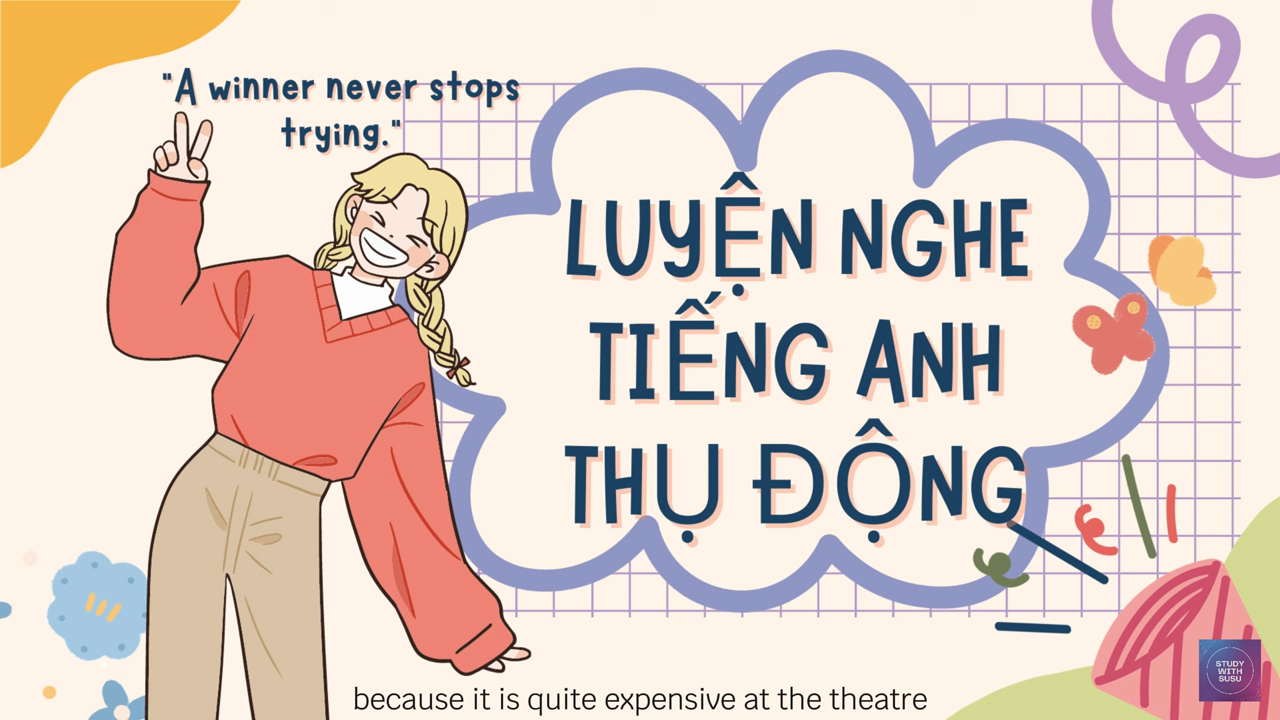 "A winner never stops
trying."
LUYỆN NGHE
TIẾNG ANH
THỤ ĐỘNG
STUDY
WITH
SUSU
because it is quite expensive at the theatre